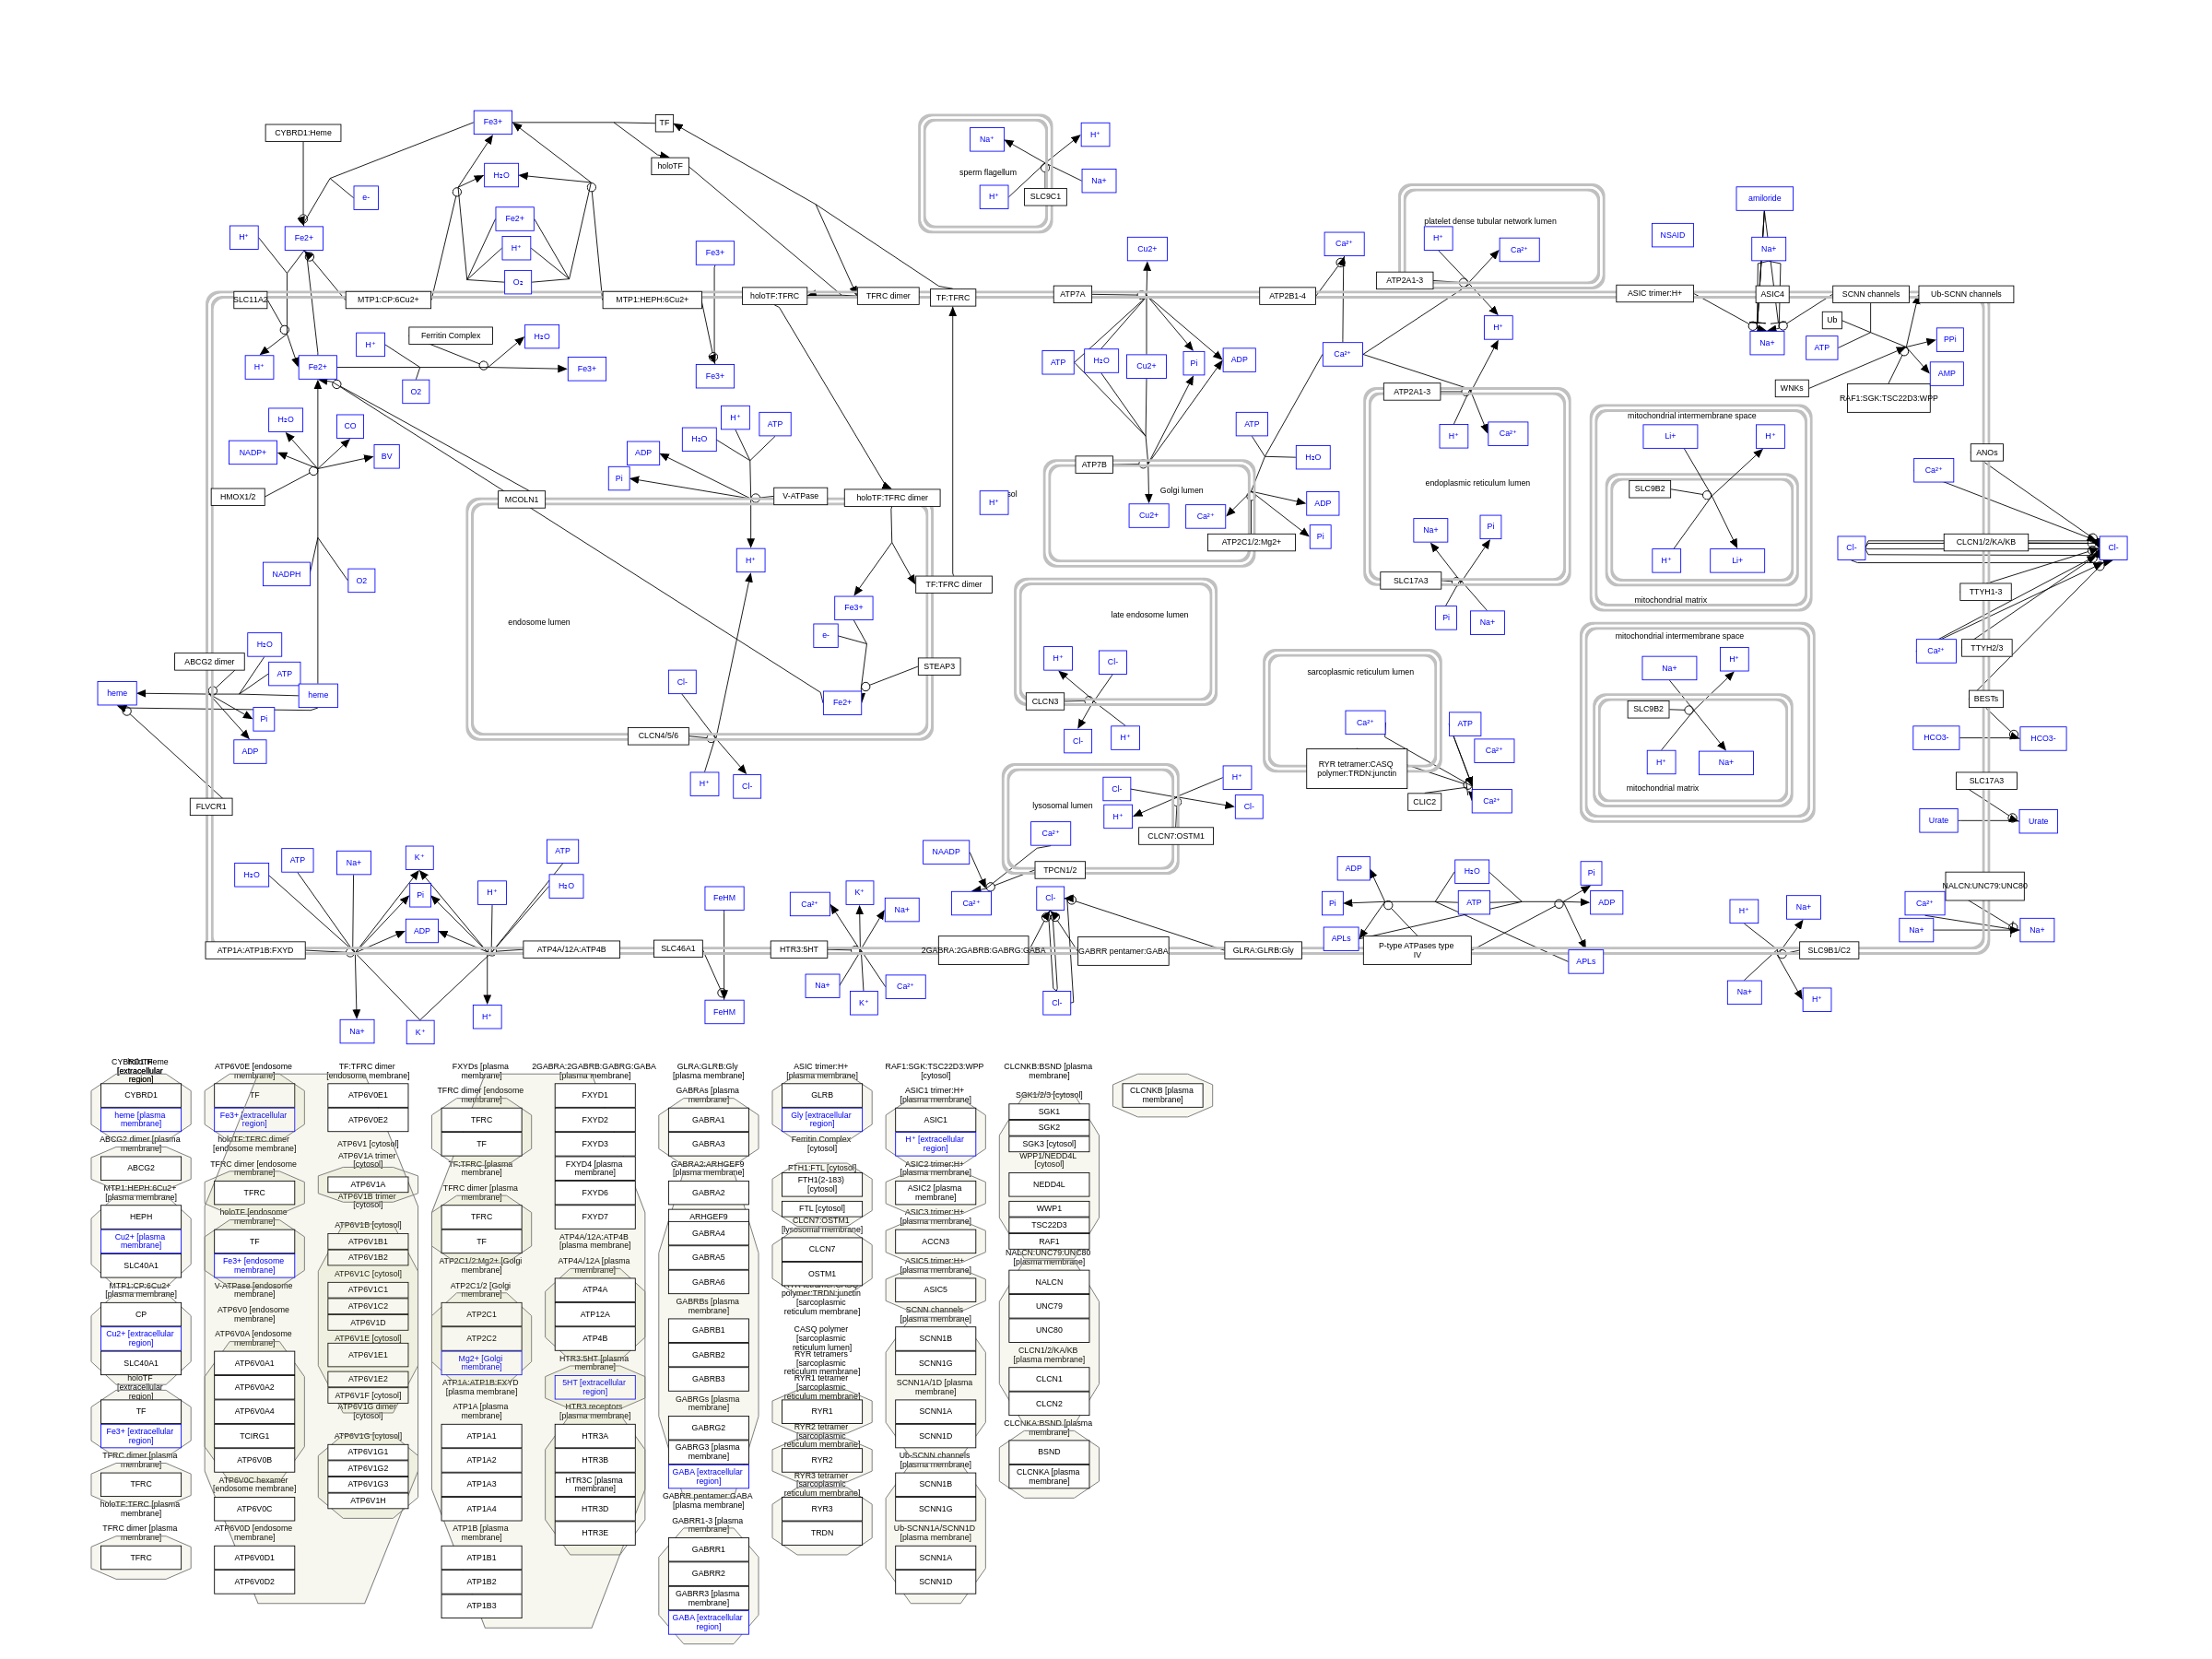 Fe3+
TF
CYBRD1:Heme
holoTF
Na⁺
H⁺
sperm flagellum
H₂O
e-
H⁺
Na+
SLC9C1
Fe2+
H⁺
Fe2+
H⁺
O₂
Fe3+
Cu2+
Ca²⁺
platelet dense tubular network lumen
H⁺
Ca²⁺
ATP2A1-3
NSAID
amiloride
Na+
SLC11A2
MTP1:CP:6Cu2+
MTP1:HEPH:6Cu2+
holoTF:TFRC
TFRC dimer
TF:TFRC
ATP7A
ATP2B1-4
ASIC trimer:H+
ASIC4
SCNN channels
Ub-SCNN channels
Ferritin Complex
H⁺
H₂O
H⁺
Fe2+
O2
Fe3+
Fe3+
ATP
H₂O
Cu2+
Pi
ADP
Ca²⁺
H⁺
Na+
Ub
ATP
PPi
AMP
WNKs
RAF1:SGK:TSC22D3:WPP
ATP2A1-3
H₂O
CO
NADP+
BV
HMOX1/2
H⁺
H₂O
ATP
ADP
Pi
V-ATPase
MCOLN1
holoTF:TFRC dimer
H⁺
sol
ATP7B
ATP
H₂O
Golgi lumen
Cu2+
Ca²⁺
ADP
Pi
ATP2C1/2:Mg2+
H⁺
Ca²⁺
endoplasmic reticulum lumen
Na+
Pi
SLC17A3
Pi
Na+
mitochondrial intermembrane space
Li+
H⁺
SLC9B2
H⁺
Li+
mitochondrial matrix
ANOs
Ca²⁺
Cl-
CLCN1/2/KA/KB
Cl-
TTYH1-3
Ca²⁺
TTYH2/3
BESTs
HCO3-
HCO3-
SLC17A3
Urate
Urate
NADPH
O2
H⁺
TF:TFRC dimer
Fe3+
e-
STEAP3
Fe2+
endosome lumen
Cl-
CLCN4/5/6
H⁺
Cl-
late endosome lumen
H⁺
Cl-
CLCN3
Cl-
H⁺
sarcoplasmic reticulum lumen
Ca²⁺
ATP
Ca²⁺
RYR tetramer:CASQ
polymer:TRDN:junctin
CLIC2
Ca²⁺
mitochondrial intermembrane space
Na+
H⁺
SLC9B2
H⁺
Na+
mitochondrial matrix
H₂O
ABCG2 dimer
ATP
heme
heme
Pi
ADP
FLVCR1
lysosomal lumen
Cl-
H⁺
H⁺
Cl-
Ca²⁺
CLCN7:OSTM1
NAADP
TPCN1/2
Ca²⁺
H₂O
ATP
Na+
K⁺
Pi
ADP
H⁺
ATP
H₂O
FeHM
Ca²⁺
K⁺
Na+
Cl-
ADP
Pi
H₂O
ATP
APLs
Pi
ADP
H⁺
Na+
NALCN:UNC79:UNC80
Ca²⁺
Na+
Na+
ATP1A:ATP1B:FXYD
ATP4A/12A:ATP4B
SLC46A1
HTR3:5HT
2GABRA:2GABRB:GABRG:GABA
GABRR pentamer:GABA
GLRA:GLRB:Gly
P-type ATPases type
IV
APLs
SLC9B1/C2
Na+
K⁺
H⁺
FeHM
Na+
K⁺
Ca²⁺
Cl-
Na+
H⁺
[extracellular
region]
CYBRD1
heme [plasma
membrane]
ABCG2 dimer [plasma
membrane]
ABCG2
MTP1:HEPH:6Cu2+
[plasma membrane]
HEPH
Cu2+ [plasma
membrane]
SLC40A1
MTP1:CP:6Cu2+
[plasma membrane]
CP
Cu2+ [extracellular
region]
SLC40A1
holoTF
[extracellular
region]
TF
Fe3+ [extracellular
region]
TFRC dimer [plasma
membrane]
TFRC
holoTF:TFRC [plasma
membrane]
TFRC dimer [plasma
membrane]
TFRC
ATP6V0E [endosome
membrane]
TF
Fe3+ [extracellular
region]
holoTF:TFRC dimer
[endosome membrane]
TFRC dimer [endosome
membrane]
TFRC
holoTF [endosome
membrane]
TF
Fe3+ [endosome
membrane]
V-ATPase [endosome
membrane]
ATP6V0 [endosome
membrane]
ATP6V0A [endosome
membrane]
ATP6V0A1
ATP6V0A2
ATP6V0A4
TCIRG1
ATP6V0B
ATP6V0C hexamer
[endosome membrane]
ATP6V0C
ATP6V0D [endosome
membrane]
ATP6V0D1
ATP6V0D2
TF:TFRC dimer
[endosome membrane]
ATP6V0E1
ATP6V0E2
ATP6V1 [cytosol]
ATP6V1A trimer
[cytosol]
ATP6V1A
ATP6V1B trimer
[cytosol]
ATP6V1B [cytosol]
ATP6V1B1
ATP6V1B2
ATP6V1C [cytosol]
ATP6V1C1
ATP6V1C2
ATP6V1D
ATP6V1E [cytosol]
ATP6V1E1
ATP6V1E2
ATP6V1F [cytosol]
ATP6V1G dimer
[cytosol]
ATP6V1G [cytosol]
ATP6V1G1
ATP6V1G2
ATP6V1G3
ATP6V1H
FXYDs [plasma
membrane]
TFRC dimer [endosome
membrane]
TFRC
TF
TF:TFRC [plasma
membrane]
TFRC dimer [plasma
membrane]
TFRC
TF
ATP2C1/2:Mg2+ [Golgi
membrane]
ATP2C1/2 [Golgi
membrane]
ATP2C1
ATP2C2
Mg2+ [Golgi
membrane]
ATP1A:ATP1B:FXYD
[plasma membrane]
ATP1A [plasma
membrane]
ATP1A1
ATP1A2
ATP1A3
ATP1A4
ATP1B [plasma
membrane]
ATP1B1
ATP1B2
ATP1B3
2GABRA:2GABRB:GABRG:GABA
[plasma membrane]
FXYD1
FXYD2
FXYD3
FXYD4 [plasma
membrane]
FXYD6
FXYD7
ATP4A/12A:ATP4B
[plasma membrane]
ATP4A/12A [plasma
membrane]
ATP4A
ATP12A
ATP4B
HTR3:5HT [plasma
membrane]
5HT [extracellular
region]
HTR3 receptors
[plasma membrane]
HTR3A
HTR3B
HTR3C [plasma
membrane]
HTR3D
HTR3E
GLRA:GLRB:Gly
[plasma membrane]
GABRAs [plasma
membrane]
GABRA1
GABRA3
GABRA2:ARHGEF9
[plasma membrane]
GABRA2
ARHGEF9
GABRA4
GABRA5
GABRA6
GABRBs [plasma
membrane]
GABRB1
GABRB2
GABRB3
GABRGs [plasma
membrane]
GABRG2
GABRG3 [plasma
membrane]
GABA [extracellular
region]
GABRR pentamer:GABA
[plasma membrane]
GABRR1-3 [plasma
membrane]
GABRR1
GABRR2
GABRR3 [plasma
membrane]
GABA [extracellular
region]
ASIC trimer:H+
[plasma membrane]
GLRB
Gly [extracellular
region]
Ferritin Complex
[cytosol]
FTH1:FTL [cytosol]
FTH1(2-183)
[cytosol]
FTL [cytosol]
CLCN7:OSTM1
[lysosomal membrane]
CLCN7
OSTM1
polymer:TRDN:junctin
[sarcoplasmic
reticulum membrane]
CASQ polymer
[sarcoplasmic
reticulum lumen]
RYR tetramers
[sarcoplasmic
reticulum membrane]
RYR1 tetramer
[sarcoplasmic
reticulum membrane]
RYR1
RYR2 tetramer
[sarcoplasmic
reticulum membrane]
RYR2
RYR3 tetramer
[sarcoplasmic
reticulum membrane]
RYR3
TRDN
RAF1:SGK:TSC22D3:WPP
[cytosol]
ASIC1 trimer:H+
[plasma membrane]
ASIC1
H⁺ [extracellular
region]
ASIC2 trimer:H+
[plasma membrane]
ASIC2 [plasma
membrane]
ASIC3 trimer:H+
[plasma membrane]
ACCN3
ASIC5 trimer:H+
[plasma membrane]
ASIC5
SCNN channels
[plasma membrane]
SCNN1B
SCNN1G
SCNN1A/1D [plasma
membrane]
SCNN1A
SCNN1D
Ub-SCNN channels
[plasma membrane]
SCNN1B
SCNN1G
Ub-SCNN1A/SCNN1D
[plasma membrane]
SCNN1A
SCNN1D
CLCNKB:BSND [plasma
membrane]
SGK1/2/3 [cytosol]
SGK1
SGK2
SGK3 [cytosol]
WPP1/NEDD4L
[cytosol]
NEDD4L
WWP1
TSC22D3
RAF1
NALCN:UNC79:UNC80
[plasma membrane]
NALCN
UNC79
UNC80
CLCN1/2/KA/KB
[plasma membrane]
CLCN1
CLCN2
CLCNKA:BSND [plasma
membrane]
BSND
CLCNKA [plasma
membrane]
CLCNKB [plasma
membrane]